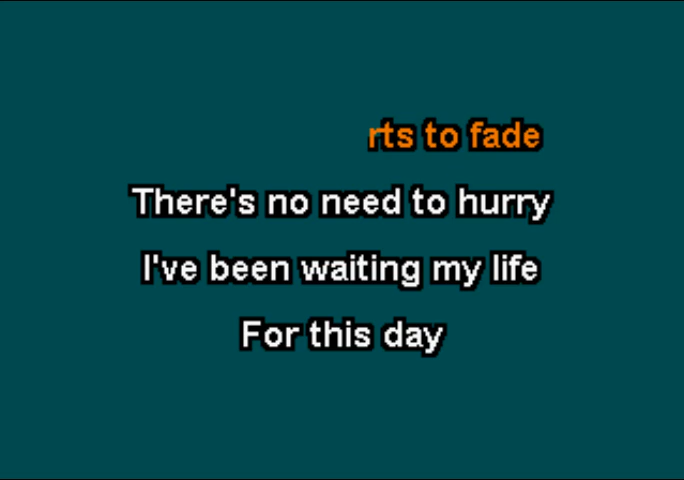 rts to fade
There's no need to hurry
I've been waiting my life
For this day